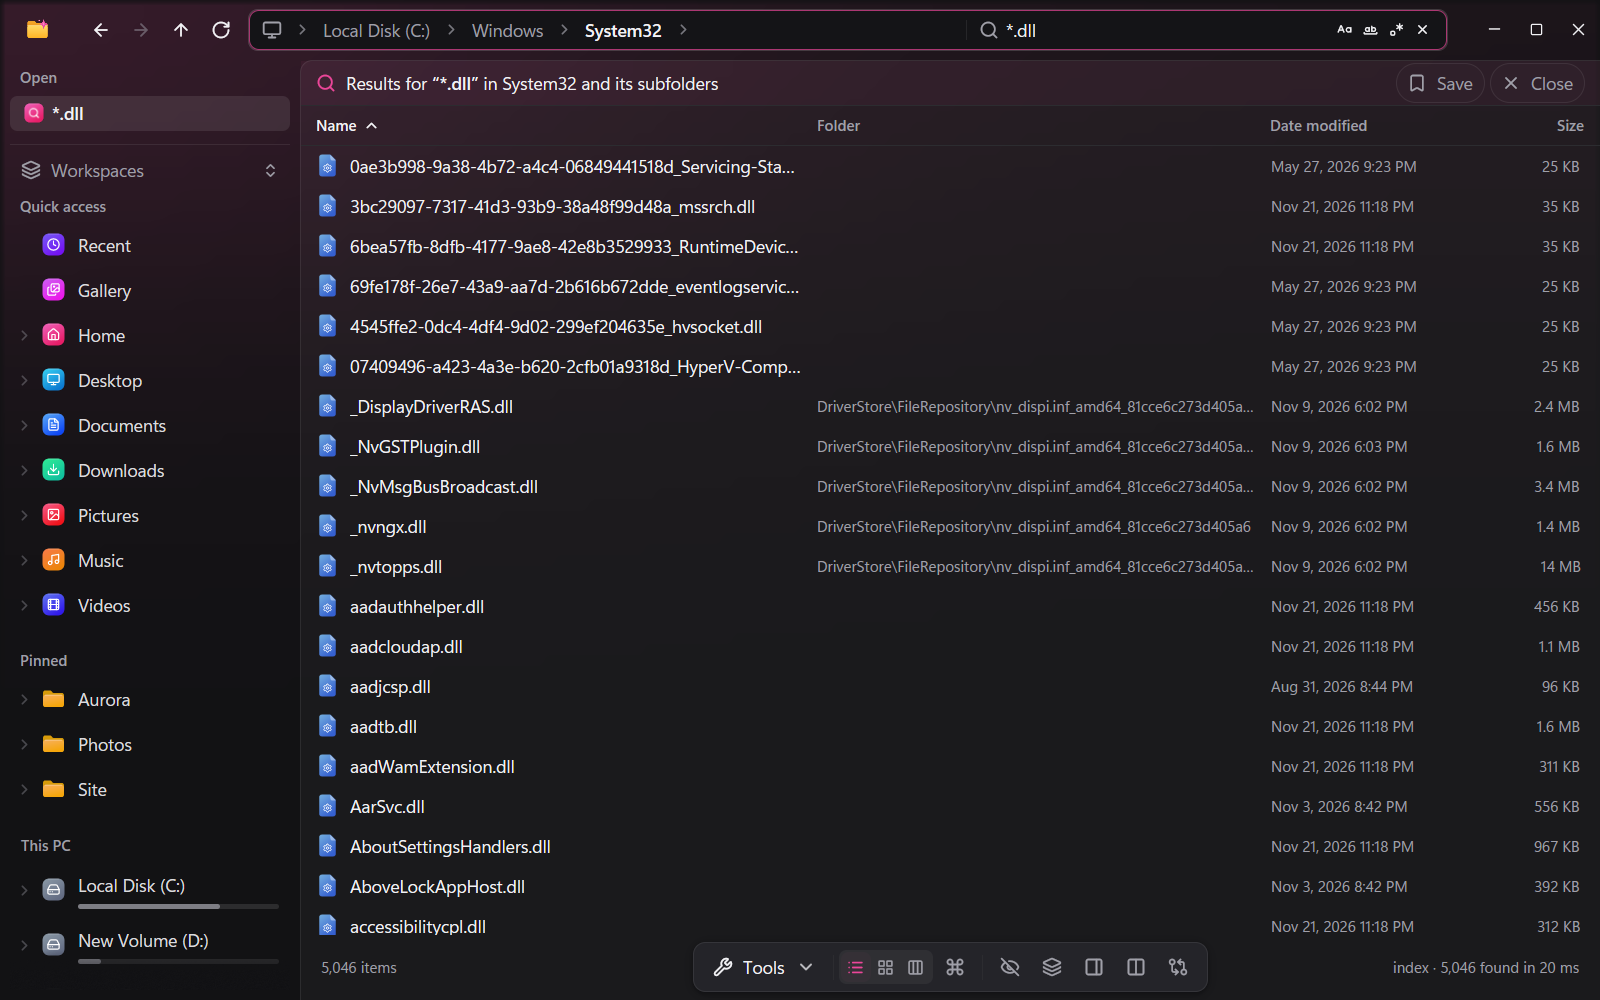 Local Disk (C:) Windows System32 *.dll Aa ab
Open
*.dll
Workspaces
Quick access
Recent
Gallery
Home
Desktop
Documents
Downloads
Pictures
Music
Videos
Pinned
Aurora
Photos
Site
This PC
Local Disk (C:)
New Volume (D:)
Results for “*.dll” in System32 and its subfolders Save Close
Name Folder Date modified Size
0ae3b998-9a38-4b72-a4c4-06849441518d_Servicing-Sta... May 27, 2026 9:23 PM 25 KB
3bc29097-7317-41d3-93b9-38a48f99d48a_mssrch.dll Nov 21, 2026 11:18 PM 35 KB
6bea57fb-8dfb-4177-9ae8-42e8b3529933_RuntimeDevic... Nov 21, 2026 11:18 PM 35 KB
69fe178f-26e7-43a9-aa7d-2b616b672dde_eventlogservic... May 27, 2026 9:23 PM 25 KB
4545ffe2-0dc4-4df4-9d02-299ef204635e_hvsocket.dll May 27, 2026 9:23 PM 25 KB
07409496-a423-4a3e-b620-2cfb01a9318d_HyperV-Comp... May 27, 2026 9:23 PM 25 KB
_DisplayDriverRAS.dll DriverStore\FileRepository\nv_dispi.inf_amd64_81cce6c273d405a... Nov 9, 2026 6:02 PM 2.4 MB
_NvGSTPlugin.dll DriverStore\FileRepository\nv_dispi.inf_amd64_81cce6c273d405a... Nov 9, 2026 6:03 PM 1.6 MB
_NvMsgBusBroadcast.dll DriverStore\FileRepository\nv_dispi.inf_amd64_81cce6c273d405a... Nov 9, 2026 6:02 PM 3.4 MB
_nvngx.dll DriverStore\FileRepository\nv_dispi.inf_amd64_81cce6c273d405a6 Nov 9, 2026 6:02 PM 1.4 MB
_nvtopps.dll DriverStore\FileRepository\nv_dispi.inf_amd64_81cce6c273d405a... Nov 9, 2026 6:02 PM 14 MB
aadauthhelper.dll Nov 21, 2026 11:18 PM 456 KB
aadcloudap.dll Nov 21, 2026 11:18 PM 1.1 MB
aadjcsp.dll Aug 31, 2026 8:44 PM 96 KB
aadtb.dll Nov 21, 2026 11:18 PM 1.6 MB
aadWamExtension.dll Nov 21, 2026 11:18 PM 311 KB
AarSvc.dll Nov 3, 2026 8:42 PM 556 KB
AboutSettingsHandlers.dll Nov 21, 2026 11:18 PM 967 KB
AboveLockAppHost.dll Nov 3, 2026 8:42 PM 392 KB
accessibilitycpl.dll Nov 21, 2026 11:18 PM 312 KB
5,046 items Tools index · 5,046 found in 20 ms